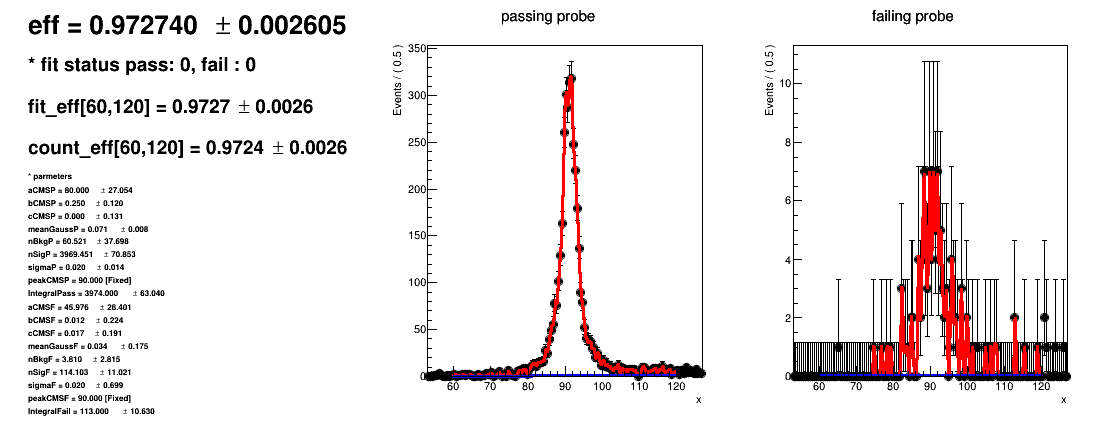 eff = 0.972740 ± 0.002605
* fit status pass: 0, fail : 0
fit_eff[60,120] = 0.9727 ± 0.0026
count_eff[60,120] = 0.9724 ± 0.0026
* parmeters
aCMSP = 80.000 ± 27.054
bCMSP = 0.250 ± 0.120
cCMSP = 0.000 ± 0.131
meanGaussP = 0.071 ± 0.008
nBkgP = 60.521 ± 37.698
nSigP = 3969.451 ± 70.853
sigmaP = 0.020 ± 0.014
peakCMSP = 90.000 [Fixed]
IntegralPass = 3974.000 ± 63.040
aCMSF = 45.976 ± 28.401
bCMSF = 0.012 ± 0.224
cCMSF = 0.017 ± 0.191
meanGaussF = 0.034 ± 0.175
nBkgF = 3.810 ± 2.815
nSigF = 114.103 ± 11.021
sigmaF = 0.020 ± 0.699
peakCMSF = 90.000 [Fixed]
IntegralFail = 113.000 ± 10.630
passing probe
Events / ( 0.5 )
350
300
250
200
150
100
50
0
60 70 80 90 100 110 120
x
failing probe
Events / ( 0.5 )
10
8
6
4
2
0
60 70 80 90 100 110 120
x